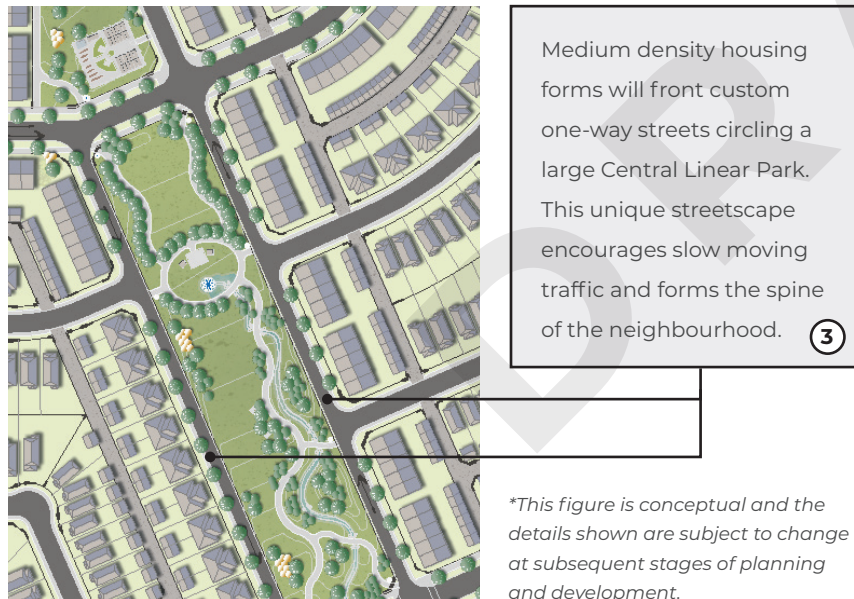 Medium density housing
forms will front custom
one-way streets circling a
large Central Linear Park.
This unique streetscape
encourages slow moving
traffic and forms the spine
of the neighbourhood. 3
*This figure is conceptual and the
details shown are subject to change
at subsequent stages of planning
and development.
DRA